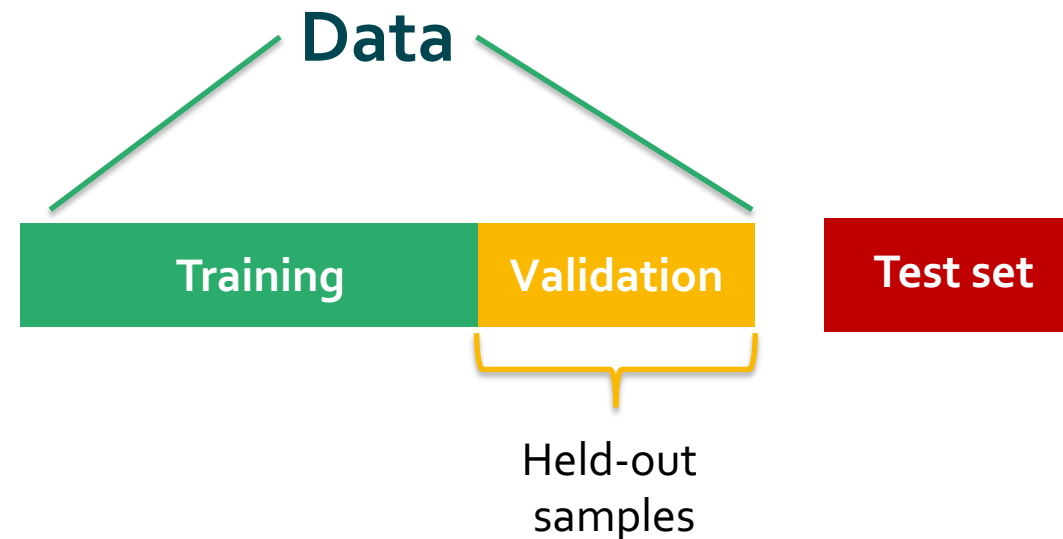 Data
Training
Validation
Test set
Held-out
samples